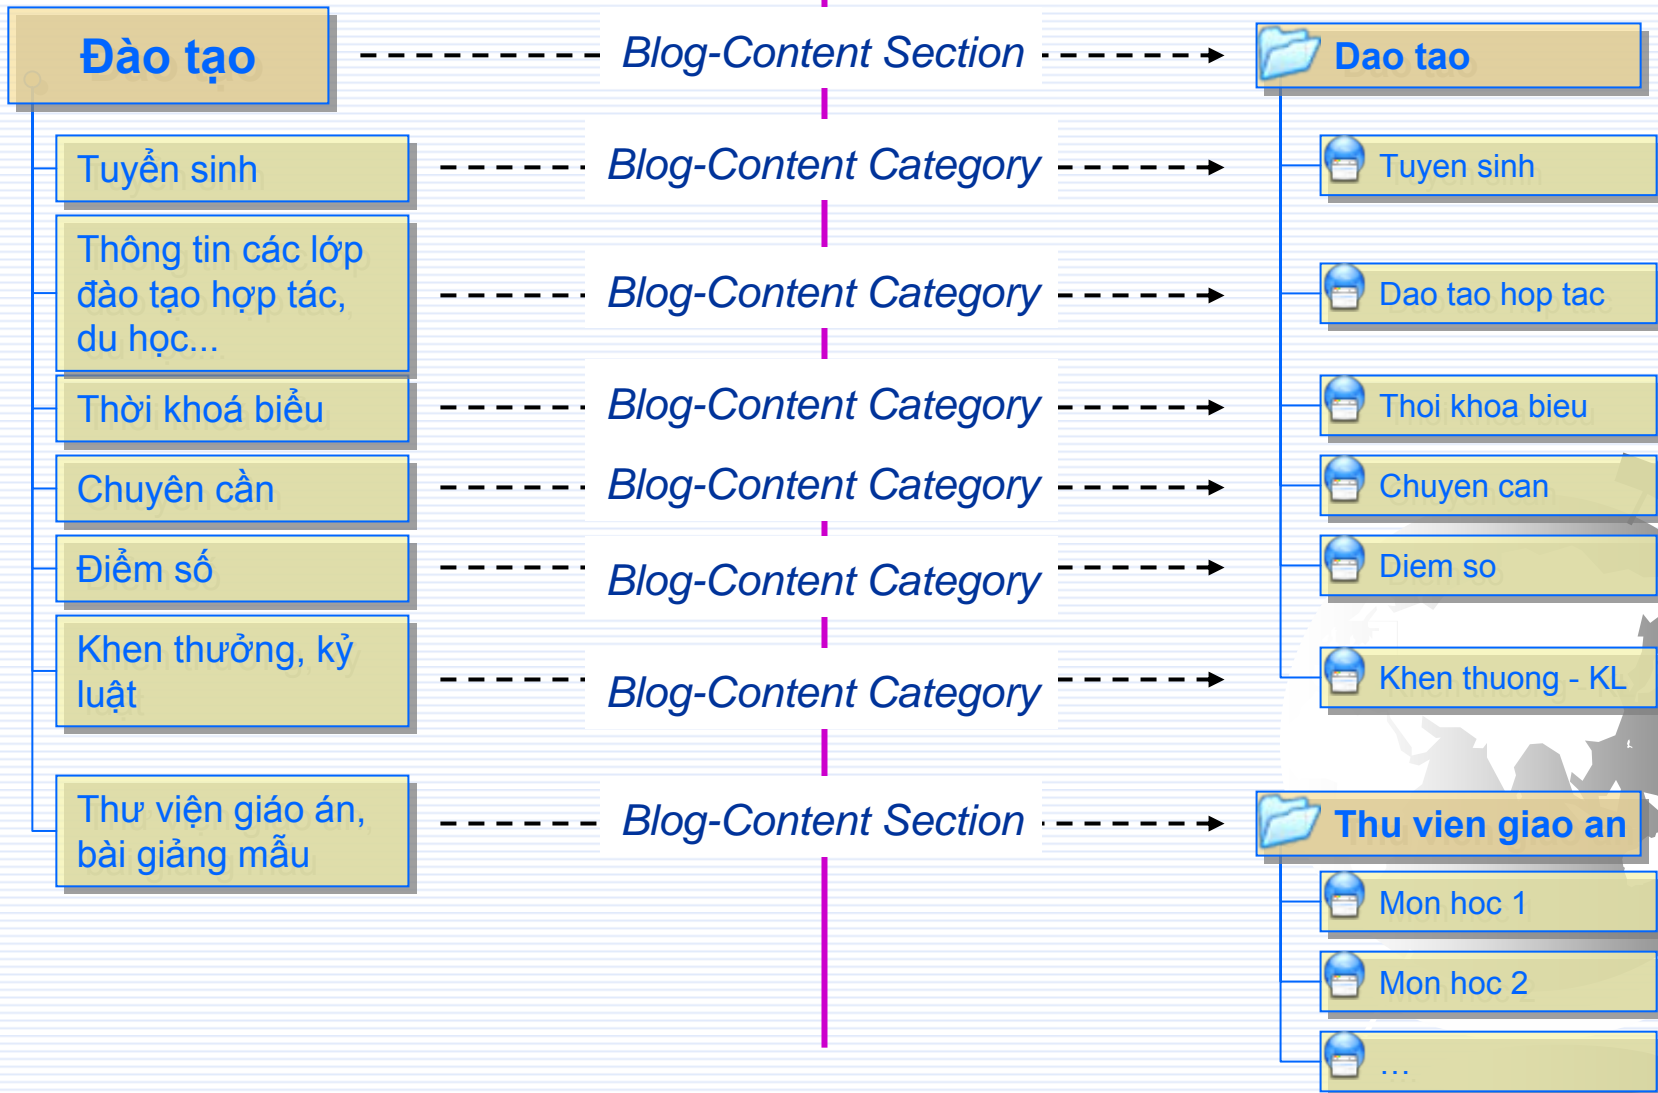 Đào tạo
Blog-Content Section
Dao tao
Tuyển sinh
Blog-Content Category
Tuyen sinh
Thông tin các lớp
đào tạo hợp tác,
du học...
Blog-Content Category
Dao tao hop tac
Thời khoá biểu
Blog-Content Category
Thoi khoa bieu
Chuyên cần
Blog-Content Category
Chuyen can
Điểm số
Blog-Content Category
Diem so
Khen thưởng, kỷ
luật
Blog-Content Category
Khen thuong - KL
Thư viện giáo án,
bài giảng mẫu
Blog-Content Section
Thu vien giao an
Mon hoc 1
Mon hoc 2
…